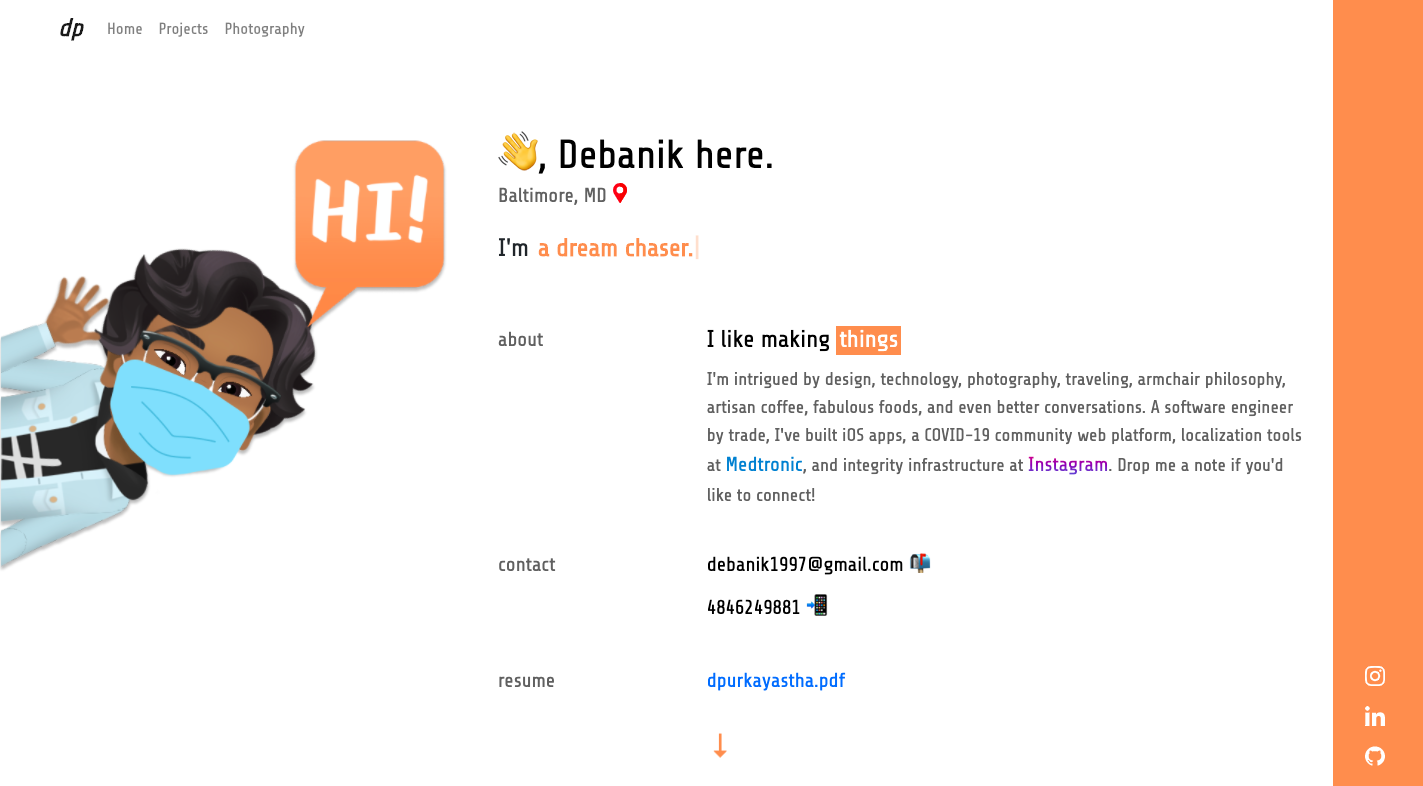 dp Home Projects Photography
HI!
👋, Debanik here.
Baltimore, MD
I'm a dream chaser.
about
I like making things
I'm intrigued by design, technology, photography, traveling, armchair philosophy,
artisan coffee, fabulous foods, and even better conversations. A software engineer
by trade, I've built iOS apps, a COVID-19 community web platform, localization tools
at Medtronic, and integrity infrastructure at Instagram. Drop me a note if you'd
like to connect!
contact
debanik1997@gmail.com 📬
4846249881 📲
resume
dpurkayastha.pdf
↓